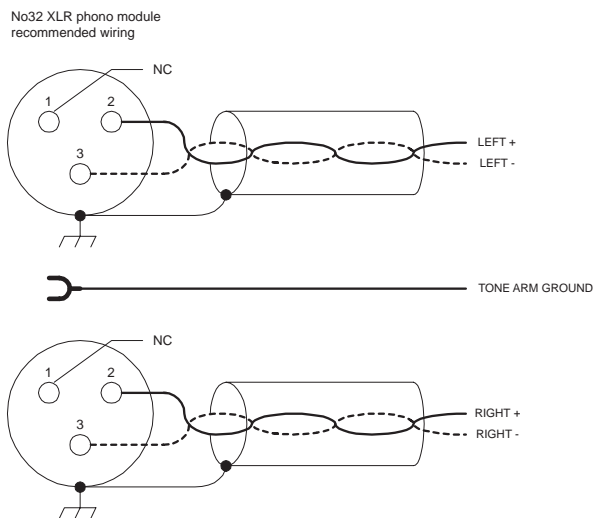 No32 XLR phono module
recommended wiring
NC
1
2
3
LEFT +
LEFT -
TONE ARM GROUND
NC
1
2
3
RIGHT +
RIGHT -